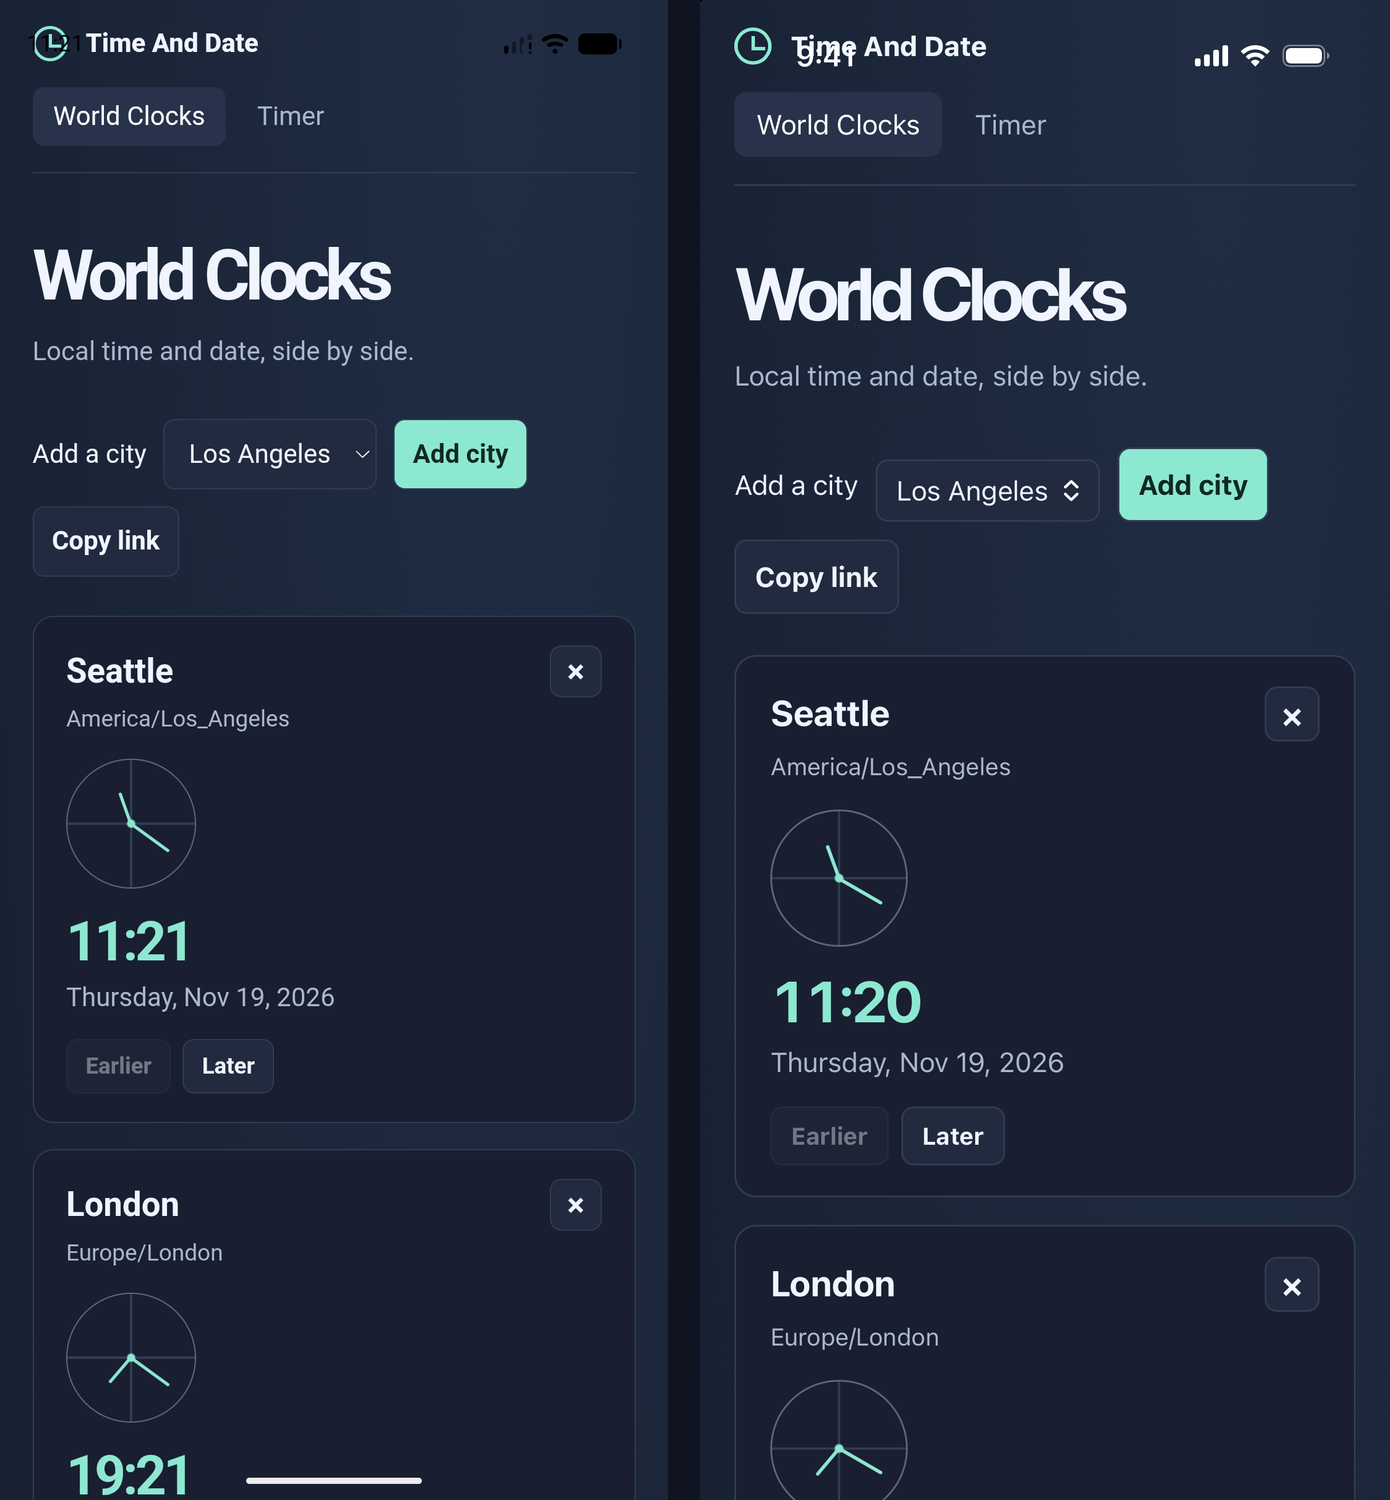 11:21
Time And Date
World Clocks Timer
World Clocks
Local time and date, side by side.
Add a city Los Angeles Add city
Copy link
Seattle ×
America/Los_Angeles
11:21
Thursday, Nov 19, 2026
Earlier Later
London ×
Europe/London
19:21
9:41
Time And Date
World Clocks Timer
World Clocks
Local time and date, side by side.
Add a city Los Angeles Add city
Copy link
Seattle ×
America/Los_Angeles
11:20
Thursday, Nov 19, 2026
Earlier Later
London ×
Europe/London